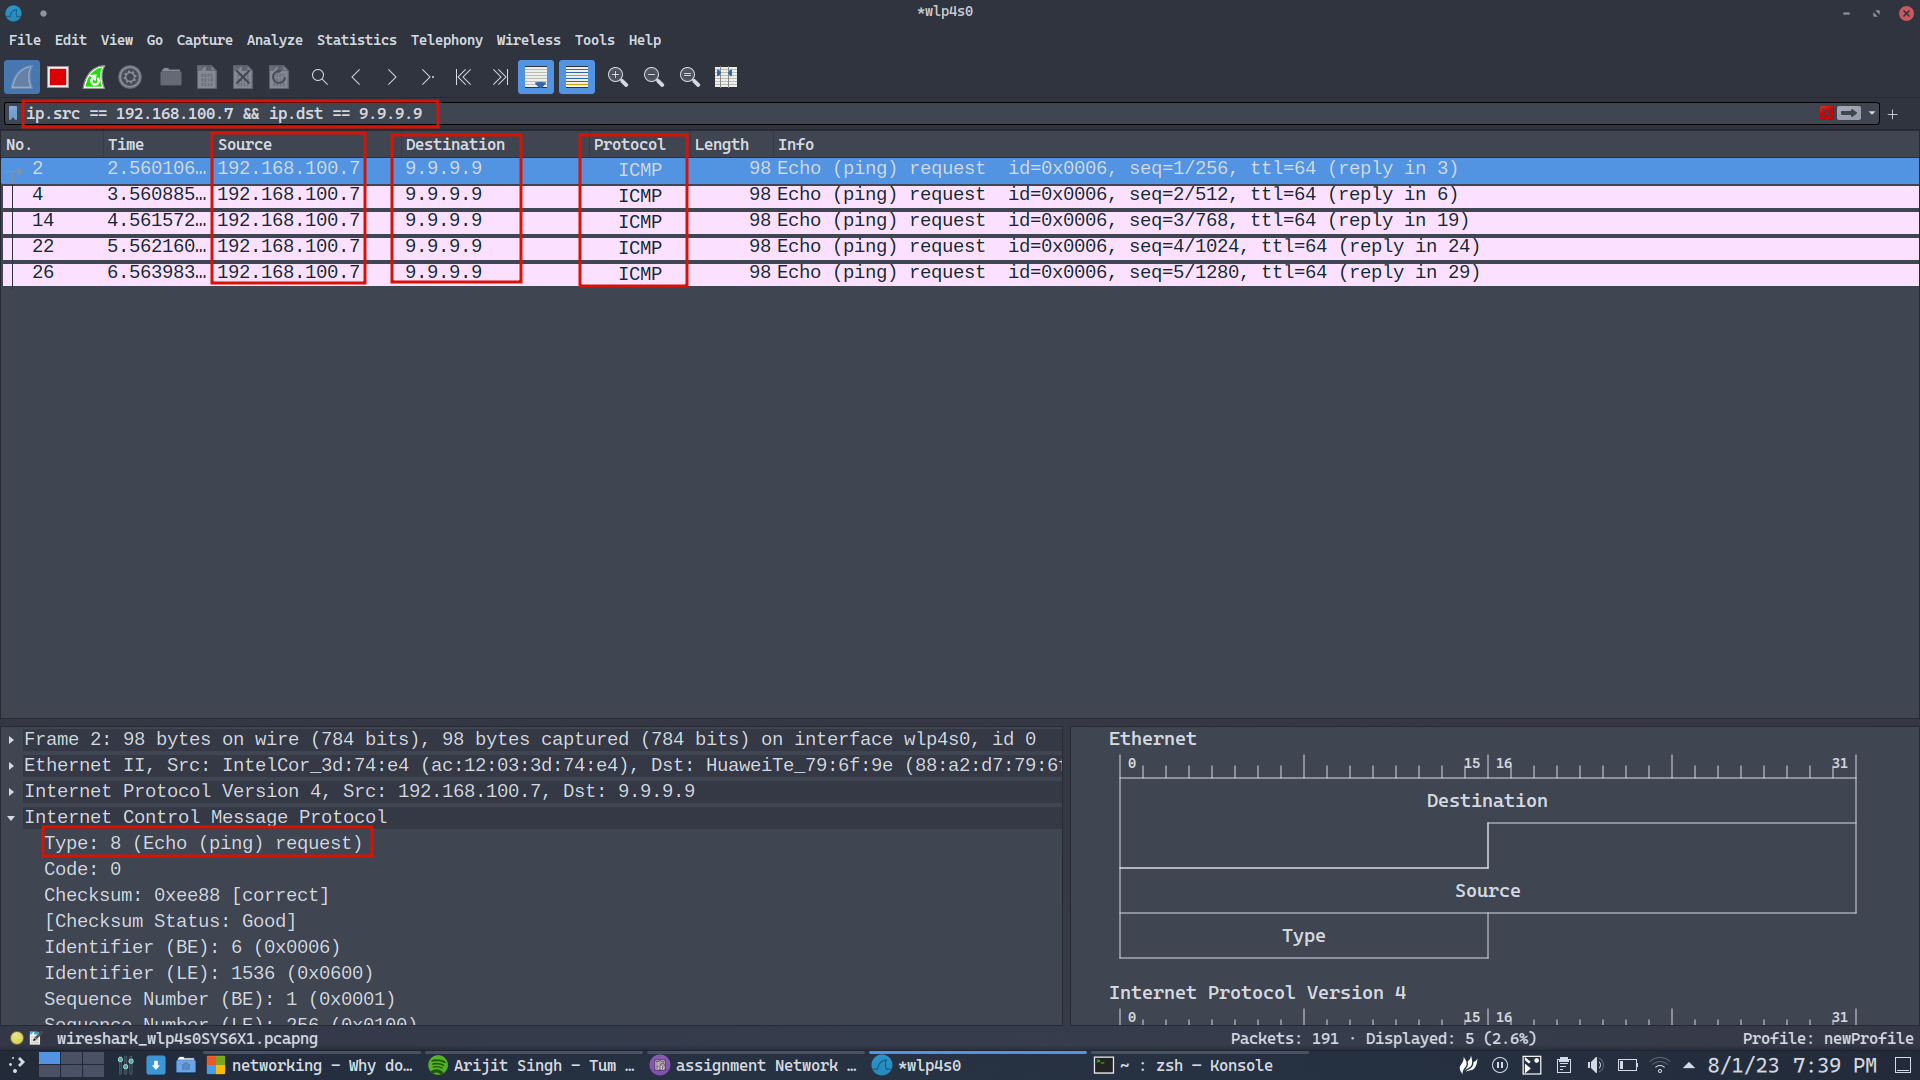 *wlp4s0
File Edit View Go Capture Analyze Statistics Telephony Wireless Tools Help
ip.src == 192.168.100.7 && ip.dst == 9.9.9.9
No. Time Source Destination Protocol Length Info
2 2.560106… 192.168.100.7 9.9.9.9 ICMP 98 Echo (ping) request id=0x0006, seq=1/256, ttl=64 (reply in 3)
4 3.560885… 192.168.100.7 9.9.9.9 ICMP 98 Echo (ping) request id=0x0006, seq=2/512, ttl=64 (reply in 6)
14 4.561572… 192.168.100.7 9.9.9.9 ICMP 98 Echo (ping) request id=0x0006, seq=3/768, ttl=64 (reply in 19)
22 5.562160… 192.168.100.7 9.9.9.9 ICMP 98 Echo (ping) request id=0x0006, seq=4/1024, ttl=64 (reply in 24)
26 6.563983… 192.168.100.7 9.9.9.9 ICMP 98 Echo (ping) request id=0x0006, seq=5/1280, ttl=64 (reply in 29)
Frame 2: 98 bytes on wire (784 bits), 98 bytes captured (784 bits) on interface wlp4s0, id 0
Ethernet II, Src: IntelCor_3d:74:e4 (ac:12:03:3d:74:e4), Dst: HuaweiTe_79:6f:9e (88:a2:d7:79:6f
Internet Protocol Version 4, Src: 192.168.100.7, Dst: 9.9.9.9
Internet Control Message Protocol
Type: 8 (Echo (ping) request)
Code: 0
Checksum: 0xee88 [correct]
[Checksum Status: Good]
Identifier (BE): 6 (0x0006)
Identifier (LE): 1536 (0x0600)
Sequence Number (BE): 1 (0x0001)
Sequence Number (LE): 256 (0x0100)
Ethernet
0 15 16 31
Destination
Source
Type
Internet Protocol Version 4
0 15 16 31
wireshark_wlp4s0SYS6X1.pcapng
Packets: 191 · Displayed: 5 (2.6%)
Profile: newProfile
networking – Why do…
Arijit Singh – Tum …
assignment Network …
*wlp4s0
~ : zsh — Konsole
8/1/23 7:39 PM